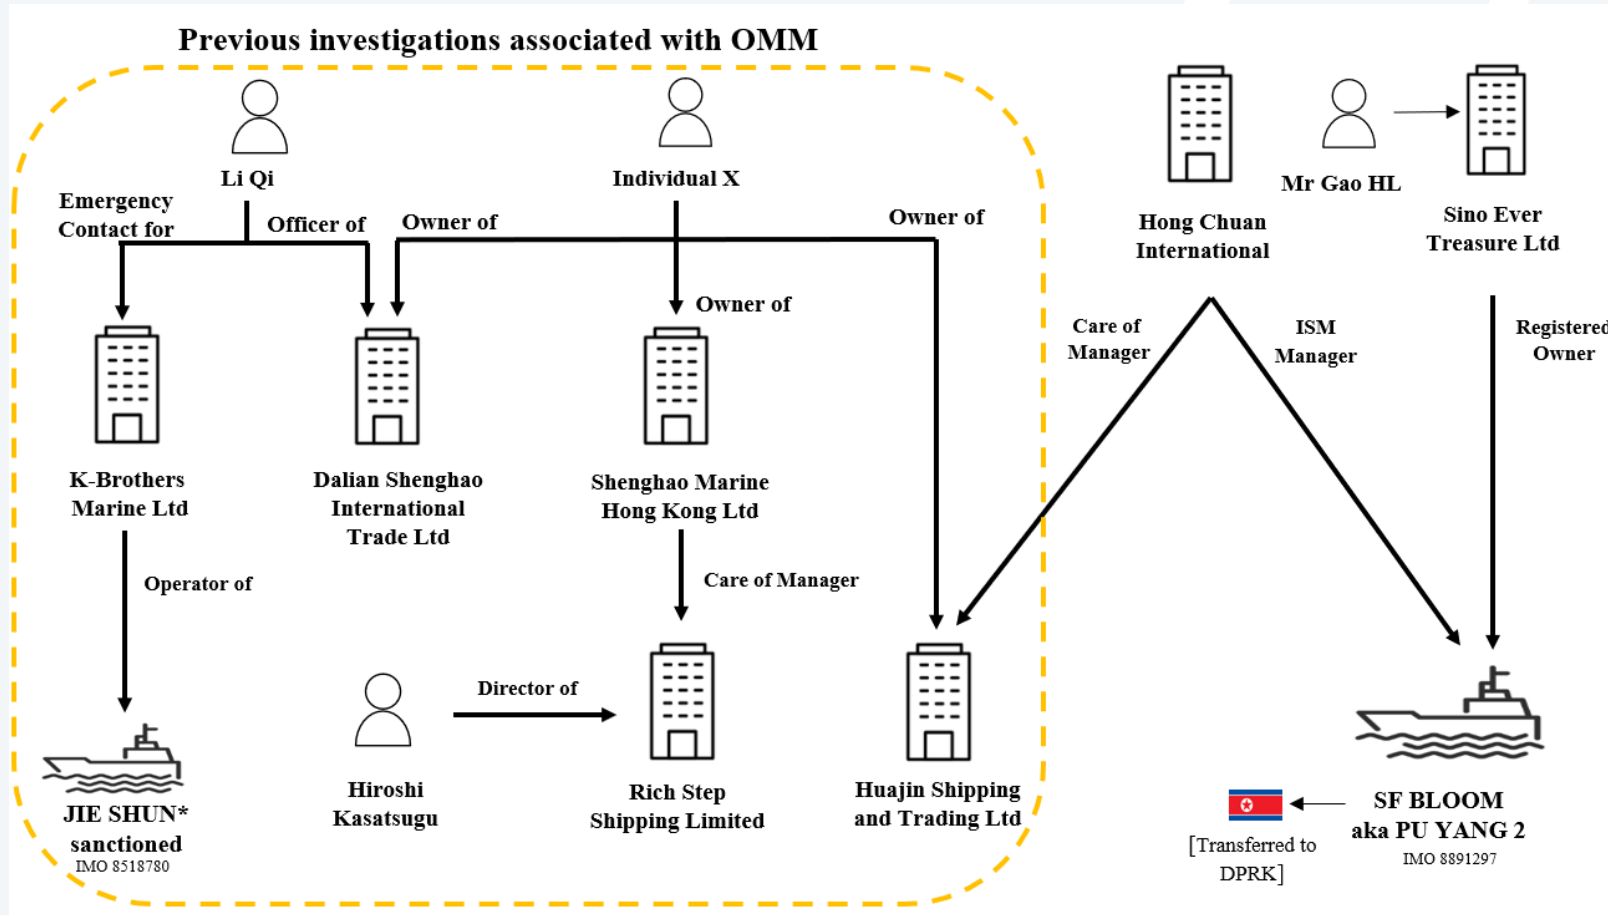 Previous investigations associated with OMM
Li Qi
Individual X
Mr Gao HL
Hong Chuan
International
Sino Ever
Treasure Ltd
Emergency
Contact for
Officer of
Owner of
Owner of
Owner of
Care of
Manager
ISM
Manager
Registered
Owner
K-Brothers
Marine Ltd
Dalian Shenghao
International
Trade Ltd
Shenghao Marine
Hong Kong Ltd
Operator of
Care of Manager
Director of
JIE SHUN*
sanctioned
IMO 8518780
Hiroshi
Kasatsugu
Rich Step
Shipping Limited
Huajin Shipping
and Trading Ltd
[Transferred to
DPRK]
SF BLOOM
aka PU YANG 2
IMO 8891297